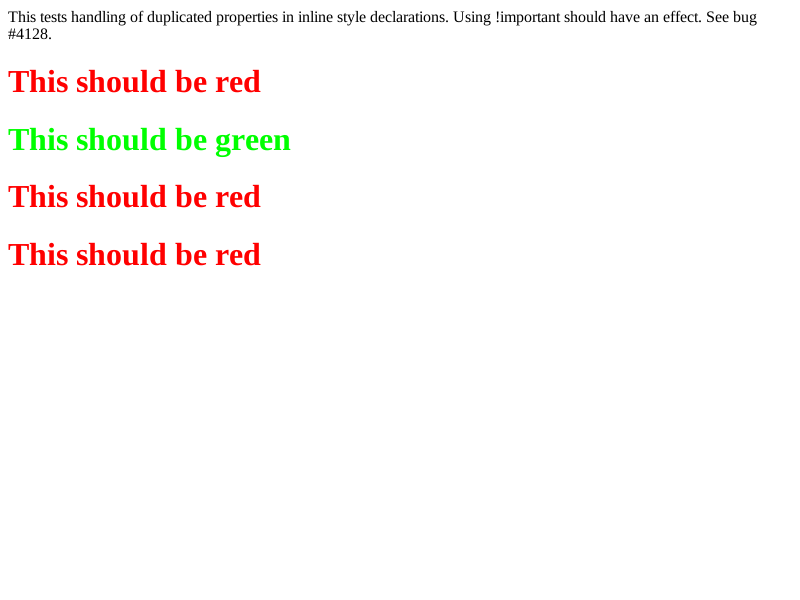 This tests handling of duplicated properties in inline style declarations. Using !important should have an effect. See bug
#4128.
This should be red
This should be green
This should be red
This should be red